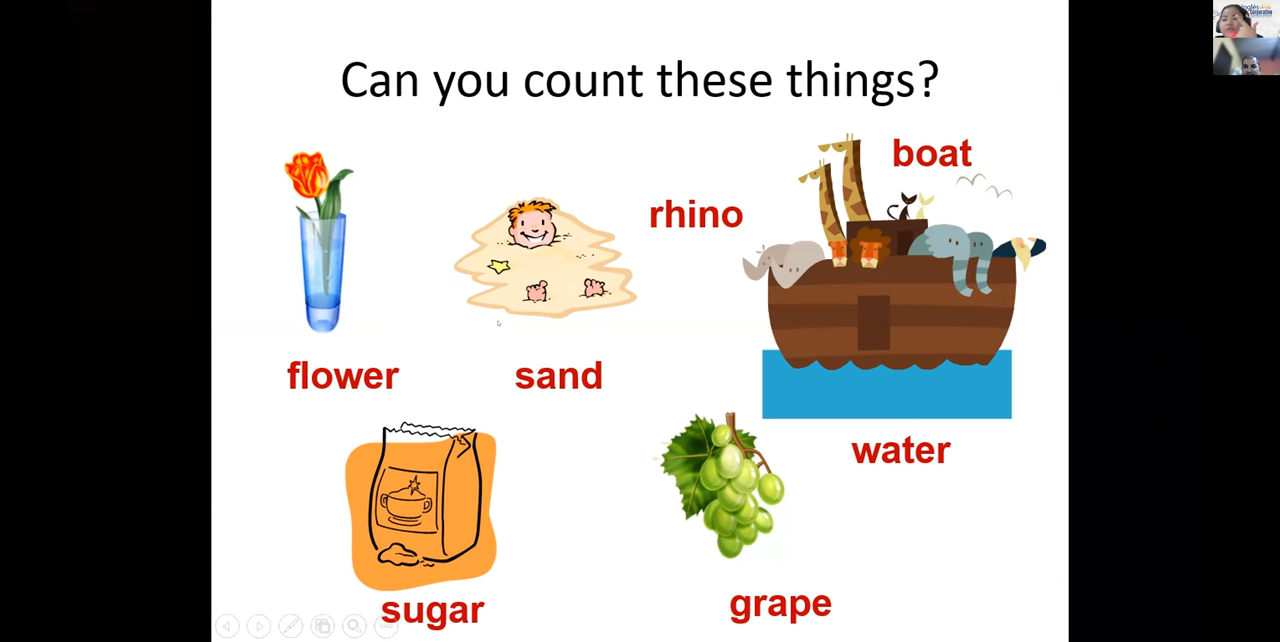 Can you count these things?
boat
rhino
flower
sand
water
sugar
grape